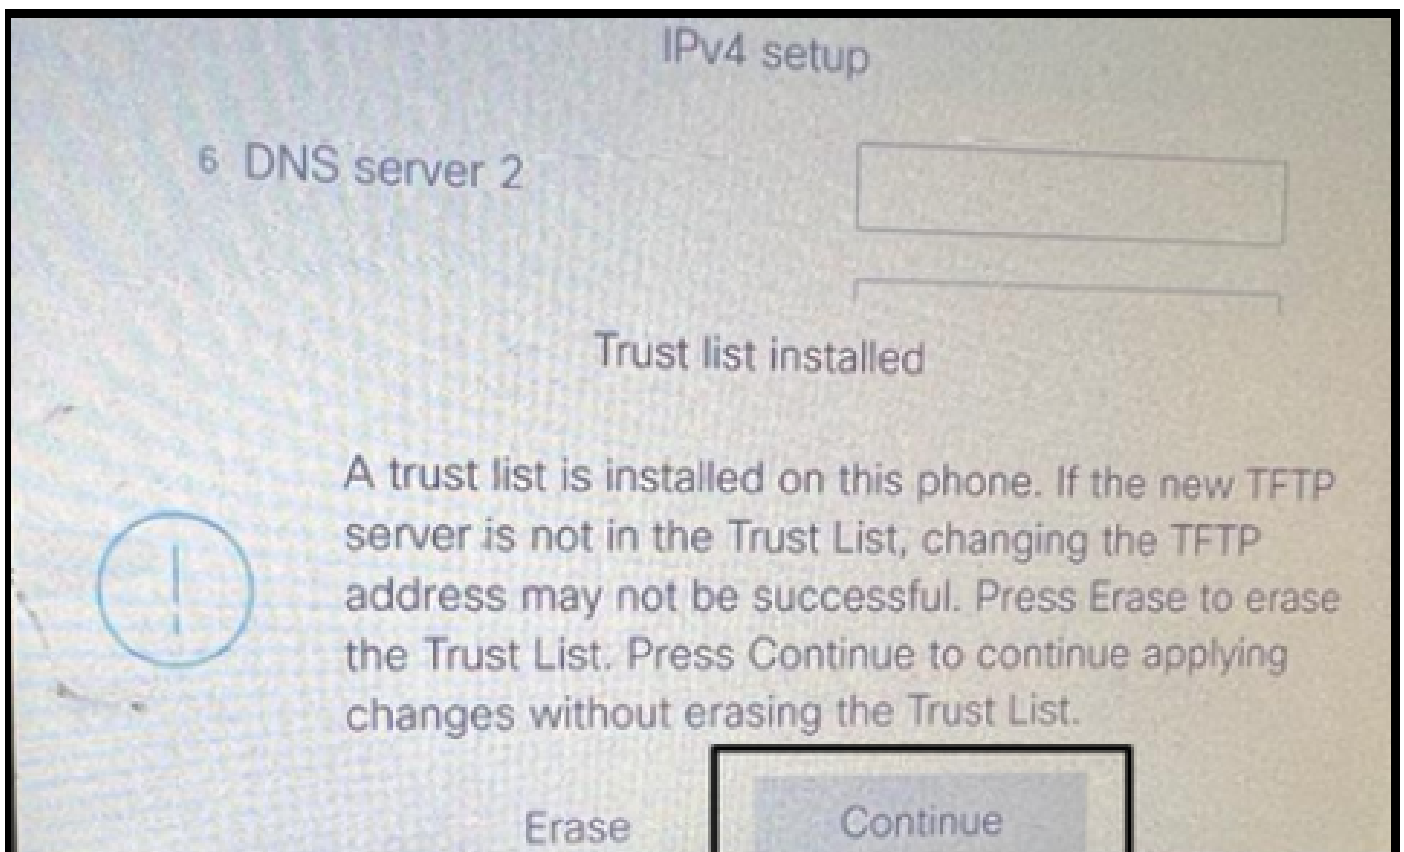 IPv4 setup
6 DNS server 2
Trust list installed
A trust list is installed on this phone. If the new TFTP
server is not in the Trust List, changing the TFTP
address may not be successful. Press Erase to erase
the Trust List. Press Continue to continue applying
changes without erasing the Trust List.
Erase Continue